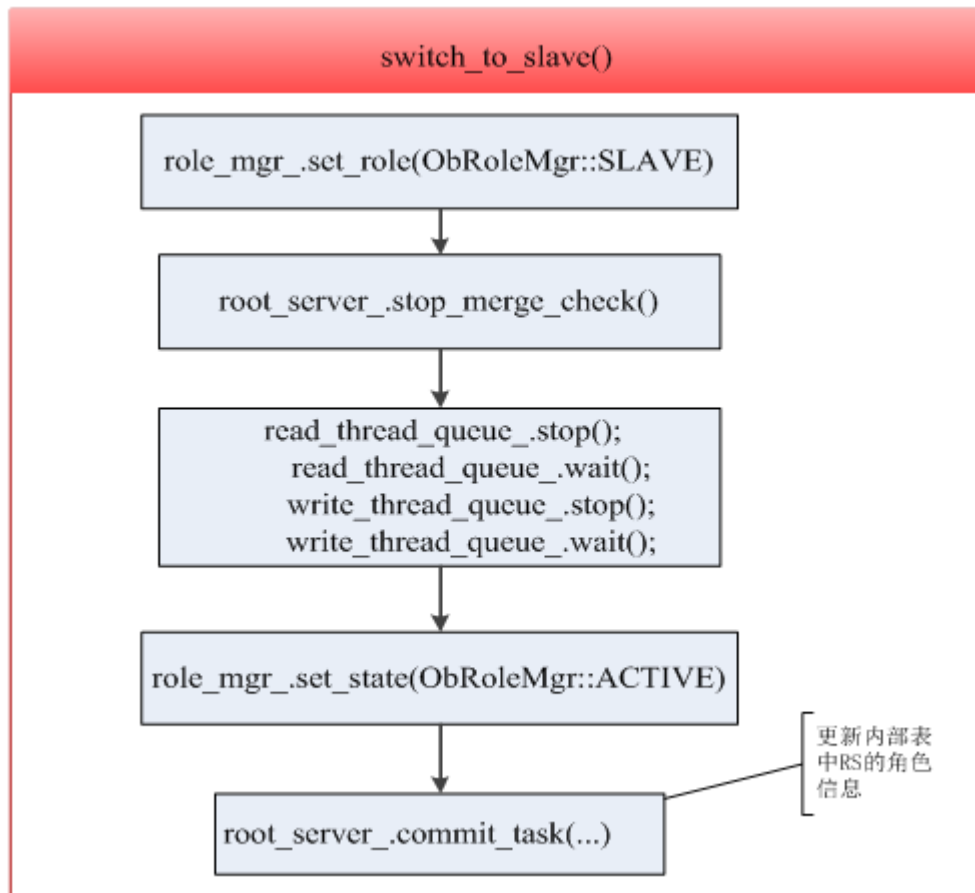 switch_to_slave()
role_mgr_.set_role(ObRoleMgr::SLAVE)
root_server_.stop_merge_check()
read_thread_queue_.stop();
read_thread_queue_.wait();
write_thread_queue_.stop();
write_thread_queue_.wait();
role_mgr_.set_state(ObRoleMgr::ACTIVE)
更新内部表
中RS的角色
信息
root_server_.commit_task(...)